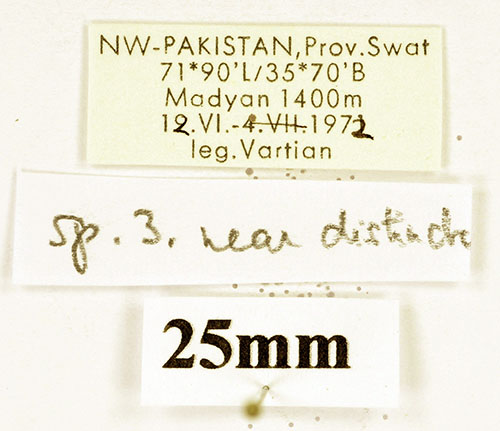 NW-PAKISTAN,Prov.Swat
71*90'L/35*70'B
Madyan 1400m
12.VI.-4.VII.1972
leg.Vartian
sp. 3. near distincta
25mm